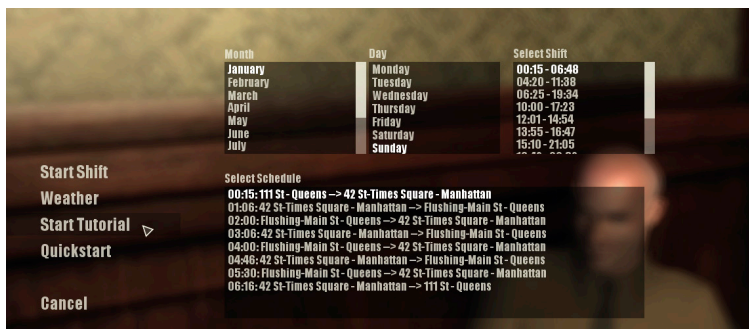 Month
January
February
March
April
May
June
July
Day
Monday
Tuesday
Wednesday
Thursday
Friday
Saturday
Sunday
Select Shift
00:15 - 06:48
04:20 - 11:38
06:25 - 19:34
10:00 - 17:23
12:01 - 14:54
13:55 - 16:47
15:10 - 21:05
Start Shift
Weather
Start Tutorial
Quickstart
Cancel
Select Schedule
00:15: 111 St - Queens --> 42 St-Times Square - Manhattan
01:06: 42 St-Times Square - Manhattan --> Flushing-Main St - Queens
02:00: Flushing-Main St - Queens --> 42 St-Times Square - Manhattan
03:06: 42 St-Times Square - Manhattan --> Flushing-Main St - Queens
04:00: Flushing-Main St - Queens --> 42 St-Times Square - Manhattan
04:46: 42 St-Times Square - Manhattan --> Flushing-Main St - Queens
05:30: Flushing-Main St - Queens --> 42 St-Times Square - Manhattan
06:16: 42 St-Times Square - Manhattan --> 111 St - Queens